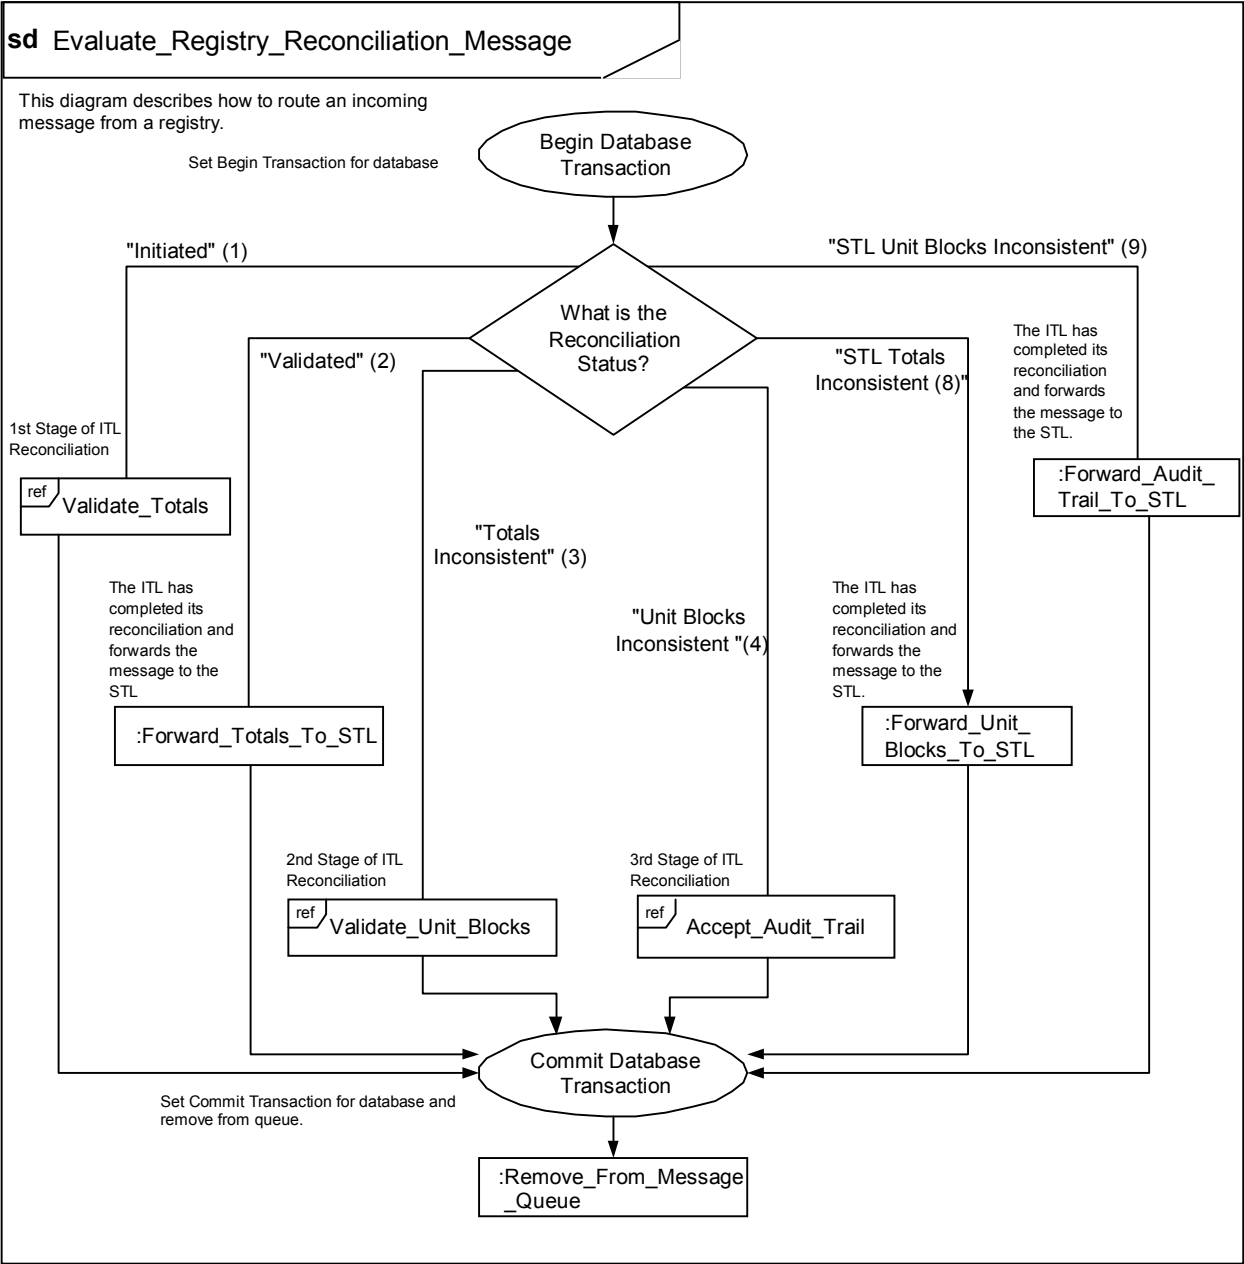 sd Evaluate_Registry_Reconciliation_Message
This diagram describes how to route an incoming
message from a registry.
Begin Database
Transaction
Set Begin Transaction for database
"Initiated" (1)
"STL Unit Blocks Inconsistent" (9)
What is the
Reconciliation
Status?
"Validated" (2)
"STL Totals
Inconsistent (8)"
The ITL has
completed its
reconciliation
and forwards
the message to
the STL.
1st Stage of ITL
Reconciliation
ref
Validate_Totals
:Forward_Audit_
Trail_To_STL
"Totals
Inconsistent" (3)
The ITL has
completed its
reconciliation and
forwards the
message to the
STL
"Unit Blocks
Inconsistent "(4)
The ITL has
completed its
reconciliation and
forwards the
message to the
STL.
:Forward_Totals_To_STL
:Forward_Unit_
Blocks_To_STL
2nd Stage of ITL
Reconciliation
ref
Validate_Unit_Blocks
3rd Stage of ITL
Reconciliation
ref
Accept_Audit_Trail
Commit Database
Transaction
Set Commit Transaction for database and
remove from queue.
:Remove_From_Message
_Queue